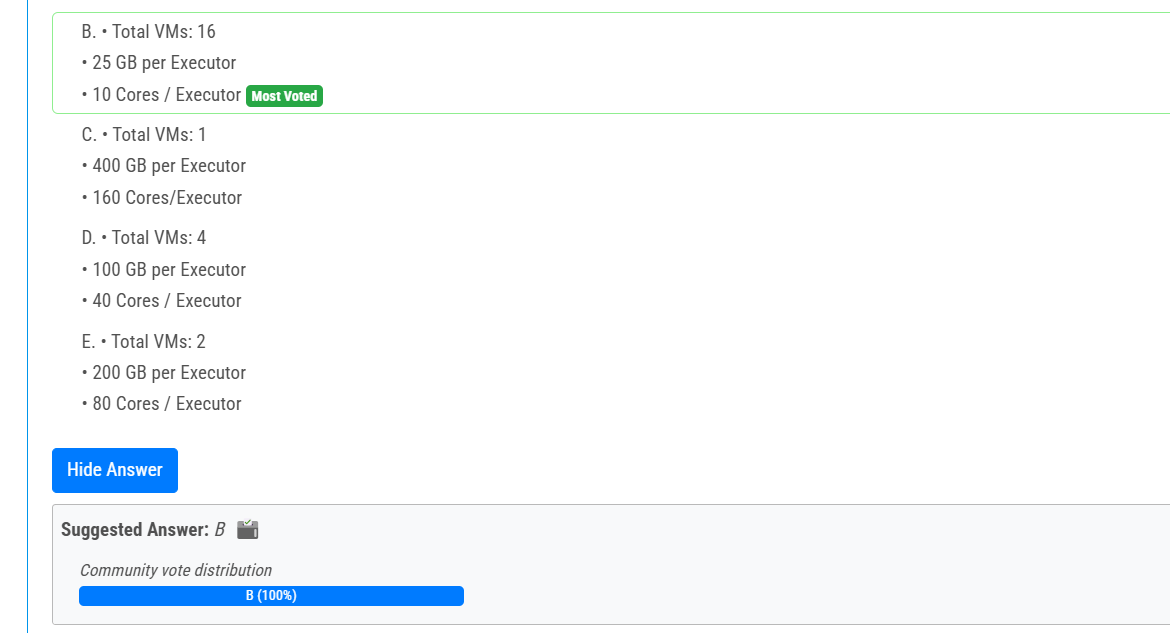 B. • Total VMs: 16
• 25 GB per Executor
• 10 Cores / Executor Most Voted
C. • Total VMs: 1
• 400 GB per Executor
• 160 Cores/Executor
D. • Total VMs: 4
• 100 GB per Executor
• 40 Cores / Executor
E. • Total VMs: 2
• 200 GB per Executor
• 80 Cores / Executor
Hide Answer
Suggested Answer: B
Community vote distribution
B (100%)